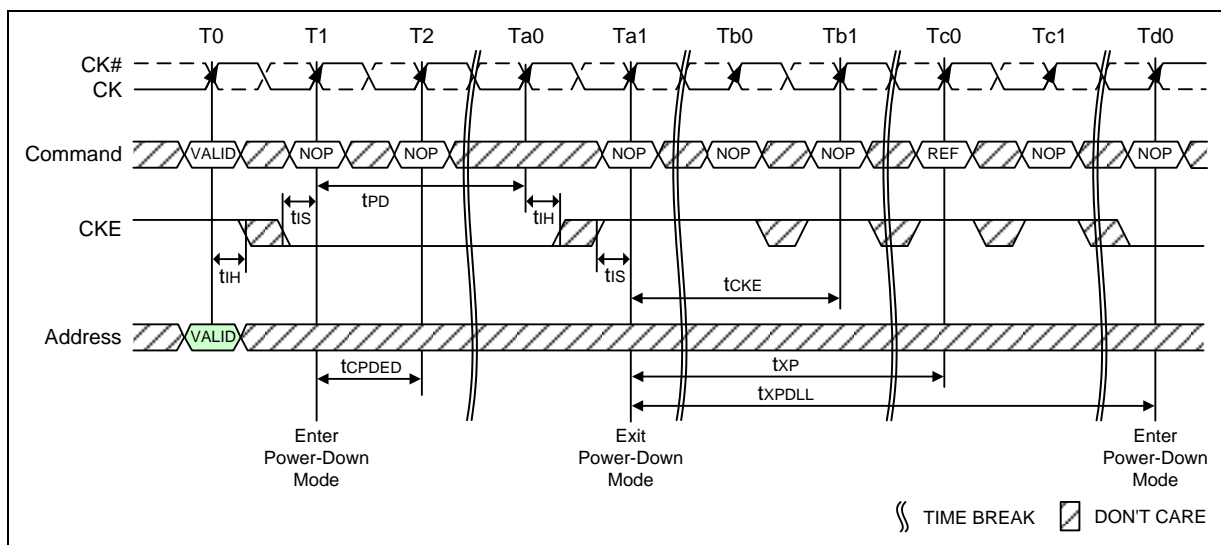 T0 T1 T2 Ta0 Ta1 Tb0 Tb1 Tc0 Tc1 Td0
CK#
CK
Command VALID NOP NOP NOP NOP NOP REF NOP NOP
tIS tPD tIH
CKE
tIH tIS
tCKE
Address VALID
tCPDED tXP
tXPDLL
Enter
Power-Down
Mode
Exit
Power-Down
Mode
Enter
Power-Down
Mode
TIME BREAK DON'T CARE